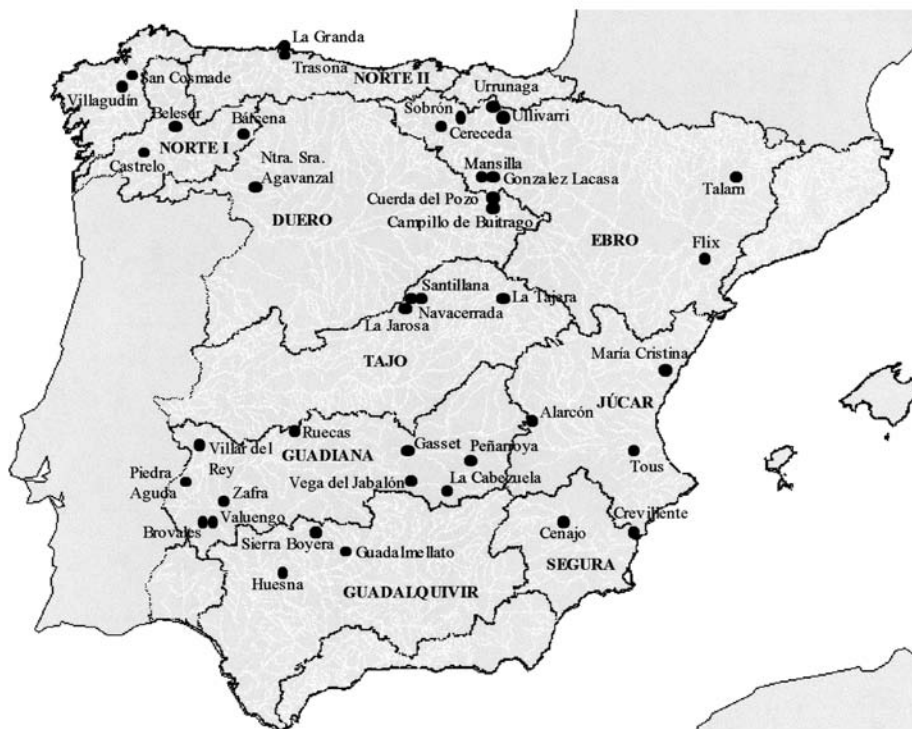 La Granda
Trasona
San Cosmade
NORTE II
Urrunaga
Villagudín
Sobrón
Ullivarri
Belesar
Bárcena
Cereceda
NORTE I
Castrelo
Ntra. Sra.
Agavanzal
Mansilla
Gonzalez Lacasa
Talarn
Cuerda del Pozo
DUERO
Campillo de Buitrago
EBRO
Flix
Santillana
La Tajara
Navacerrada
La Jarosa
María Cristina
TAJO
JÚCAR
Alarcón
Ruecas
Villar del
Rey
GUADIANA
Gasset
Peñarroya
Tous
Piedra
Aguda
Vega del Jabalón
La Cabezuela
Zafra
Brovales
Valuengo
Crevillente
Sierra Boyera
Cenajo
Guadalmellato
SEGURA
Huesna
GUADALQUIVIR